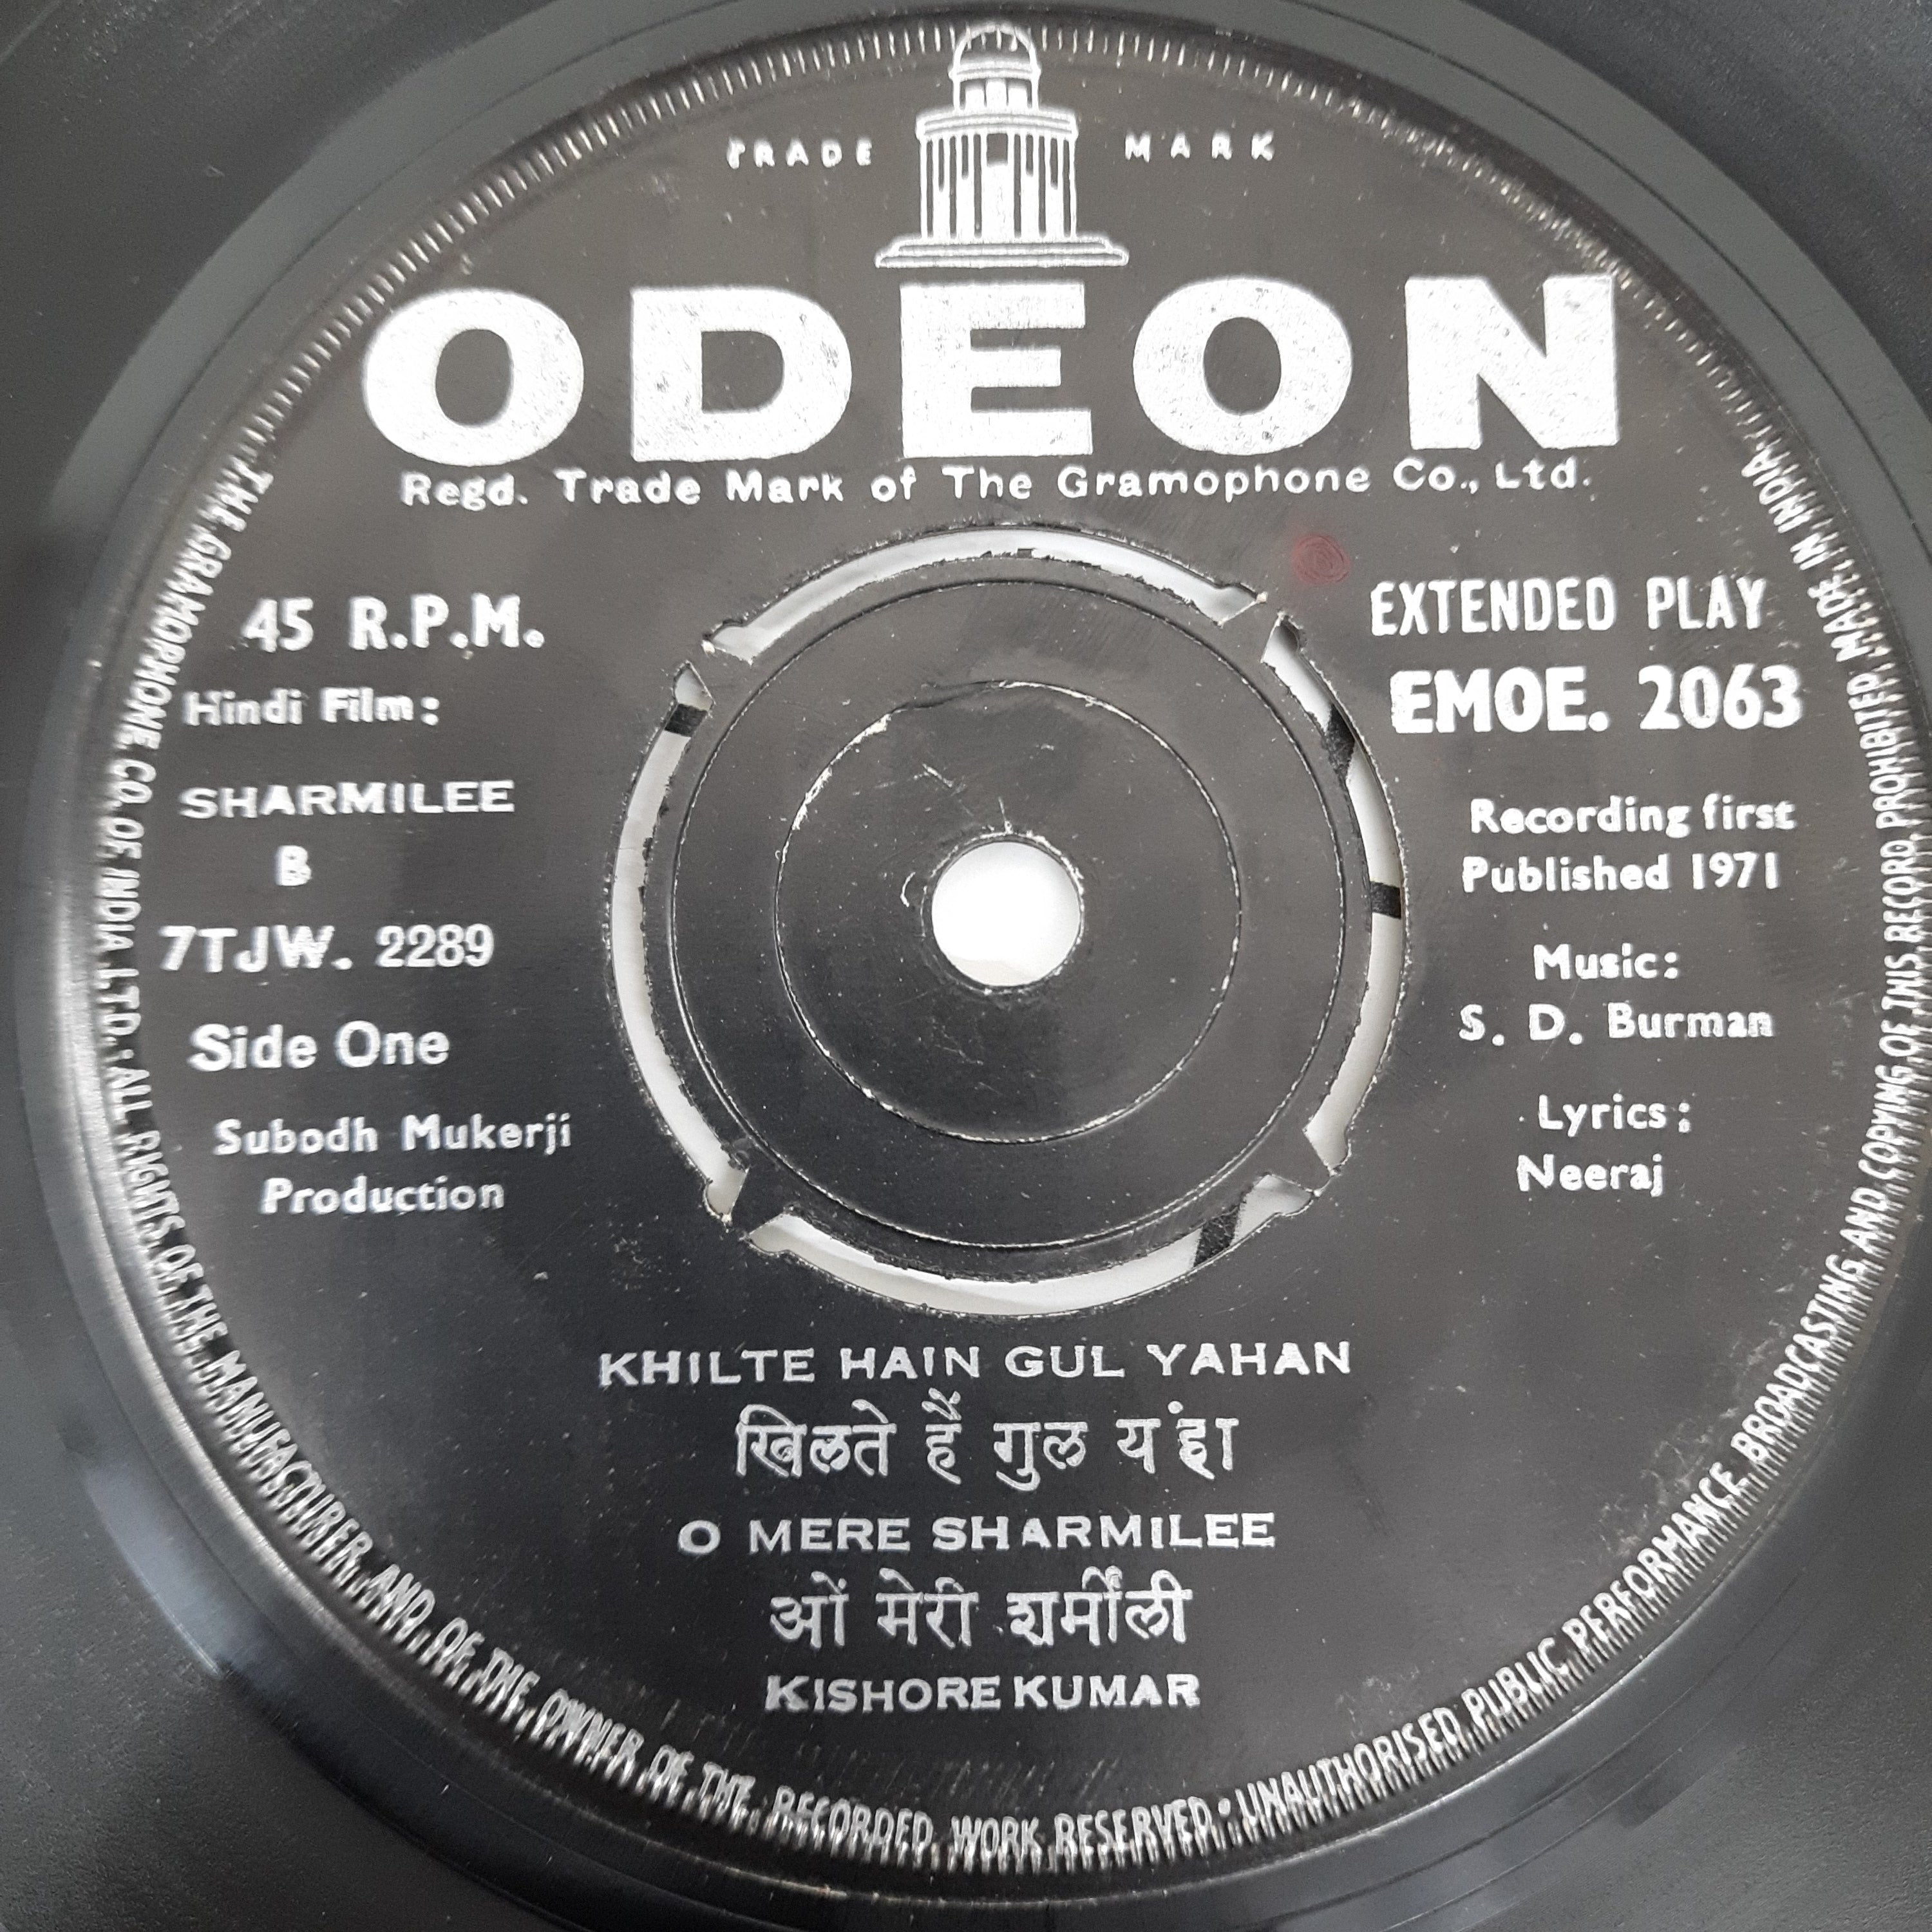 TRADE MARK
ODEON
Regd. Trade Mark of The Gramophone Co., Ltd.
45 R.P.M.
Hindi Film:
SHARMILEE
B
7TJW. 2289
Side One
Subodh Mukerji
Production
EXTENDED PLAY
EMOE. 2063
Recording first
Published 1971
Music:
S. D. Burman
Lyrics:
Neeraj
KHILTE HAIN GUL YAHAN
खिलते हैं गुल यंहा
O MERE SHARMILEE
ओं मेरी शर्मीली
KISHORE KUMAR
THE GRAMOPHONE CO. OF INDIA LTD. ALL RIGHTS OF THE MANUFACTURER AND OF THE OWNER OF THE RECORDED WORK RESERVED. UNAUTHORISED PUBLIC PERFORMANCE BROADCASTING AND COPYING OF THIS RECORD PROHIBITED. MADE IN INDIA